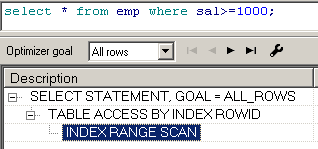 select * from emp where sal>=1000;
Optimizer goal All rows
Description
SELECT STATEMENT, GOAL = ALL_ROWS
TABLE ACCESS BY INDEX ROWID
INDEX RANGE SCAN